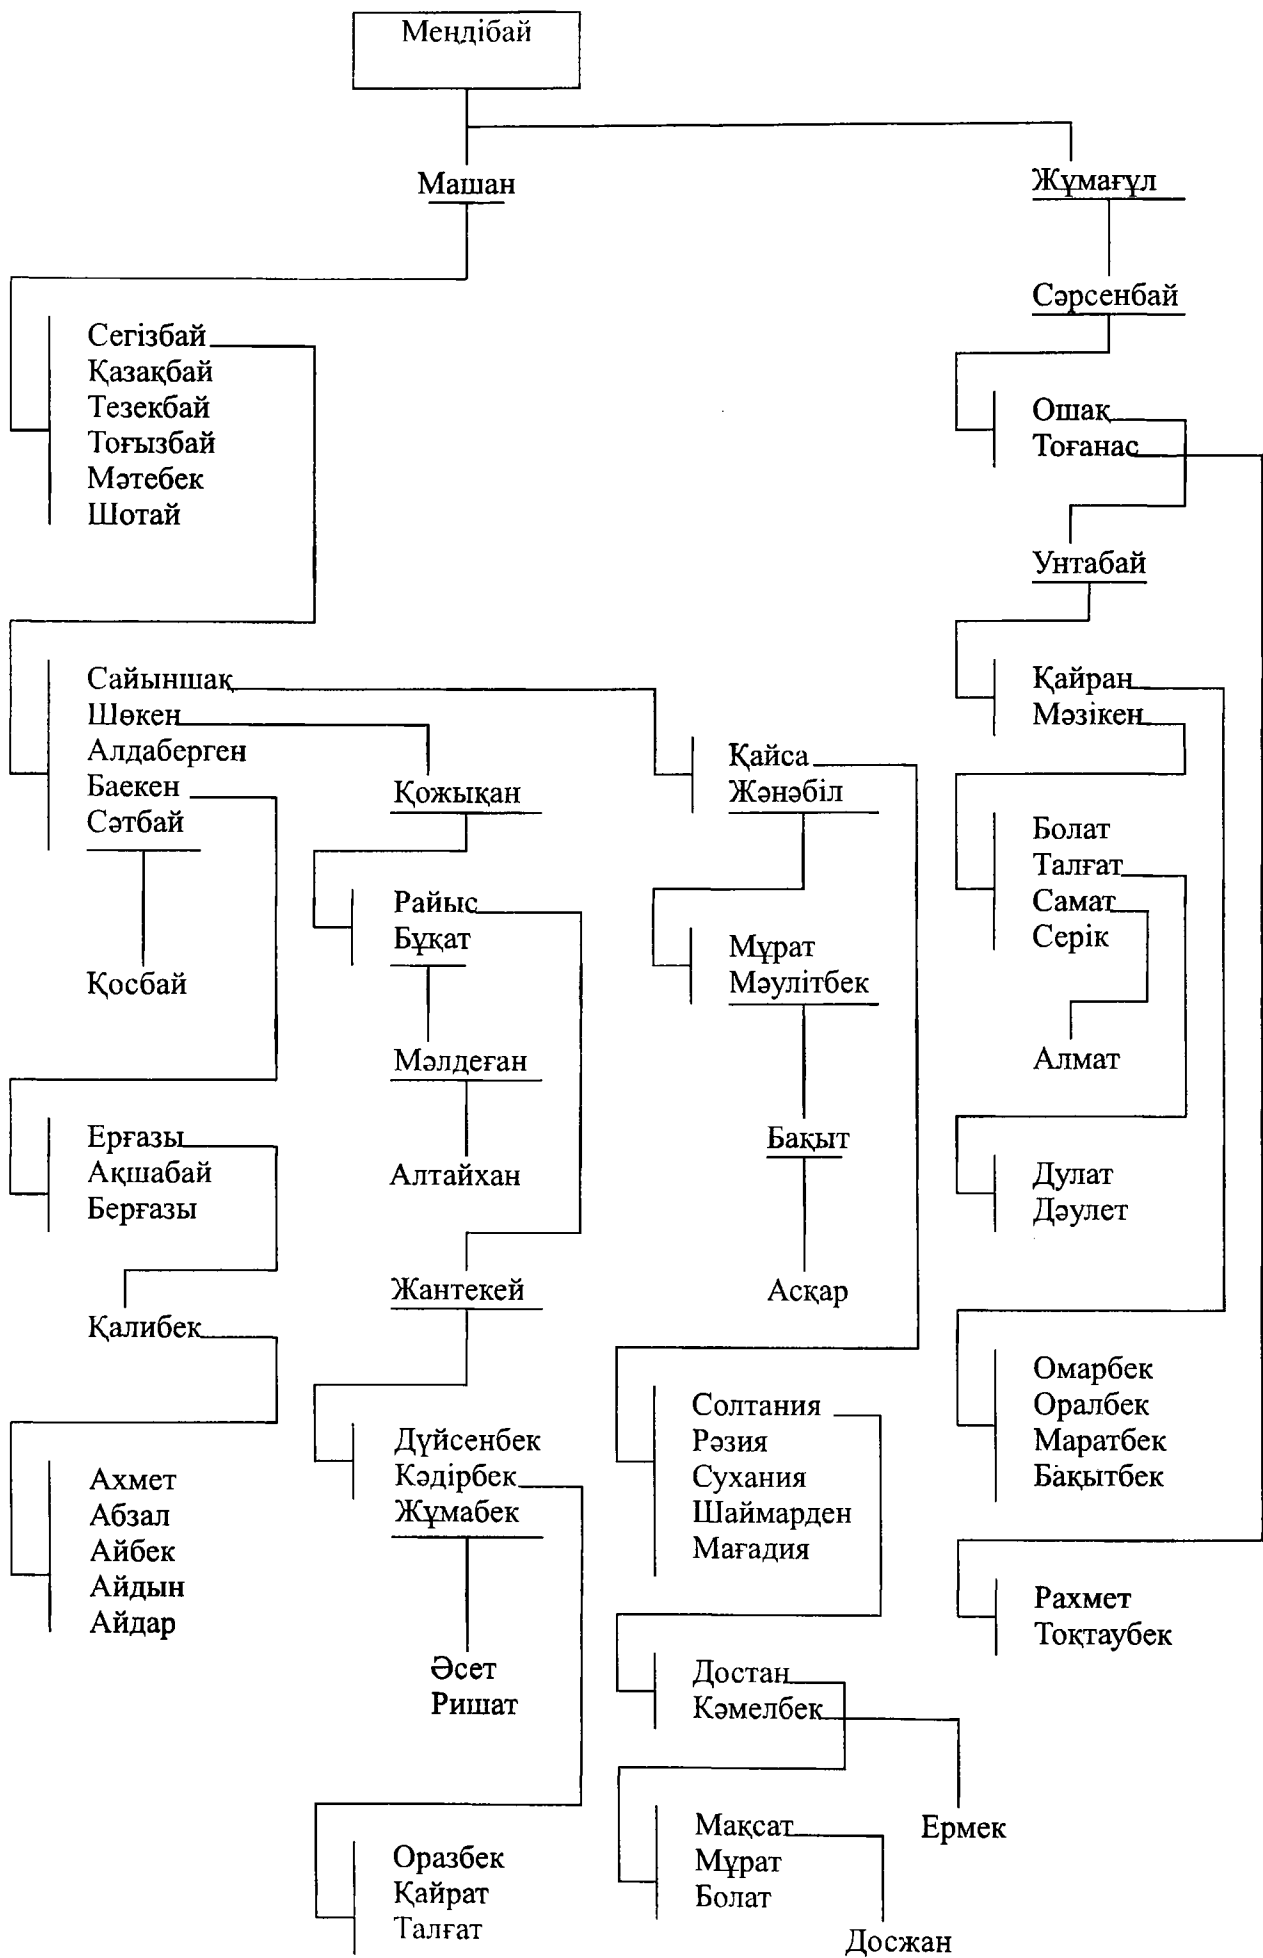 Меңдібай
Машан
Жұмағұл
Сәрсенбай
Сегізбай
Қазақбай
Тезекбай
Тоғызбай
Мәтебек
Шотай
Ошақ
Тоғанас
Унтабай
Сайыншақ
Шөкен
Алдаберген
Баекен
Сәтбай
Қожықан
Қайса
Жәнәбіл
Қайран
Мәзікен
Болат
Талғат
Самат
Серік
Райыс
Бұқат
Мұрат
Мәулітбек
Қосбай
Мәлдеған
Алмат
Ерғазы
Ақшабай
Берғазы
Алтайхан
Бақыт
Дулат
Дәулет
Қалибек
Жантекей
Асқар
Омарбек
Оралбек
Маратбек
Бақытбек
Солтания
Рәзия
Сухания
Шаймарден
Мағадия
Дүйсенбек
Кәдірбек
Жұмабек
Ахмет
Абзал
Айбек
Айдын
Айдар
Рахмет
Тоқтаубек
Әсет
Ришат
Достан
Кәмелбек
Ермек
Мақсат
Мұрат
Болат
Оразбек
Қайрат
Талғат
Досжан